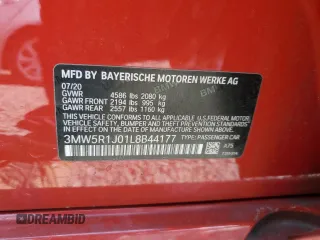 MFD BY BAYERISCHE MOTOREN WERKE AG
07/20
GVWR 4586 lbs 2080 kg
GAWR FRONT 2194 lbs 995 kg
GAWR REAR 2557 lbs 1160 kg
THIS VEHICLE CONFORMS TO ALL APPLICABLE U.S. FEDERAL MOTOR
VEHICLE SAFETY, BUMPER, AND THEFT PREVENTION STANDARDS
IN EFFECT ON THE DATE OF MANUFACTURE SHOWN ABOVE.
3MW5R1J01L8B44177 TYPE: PASSENGER CAR
A75
DREAMBID
BIDFAX